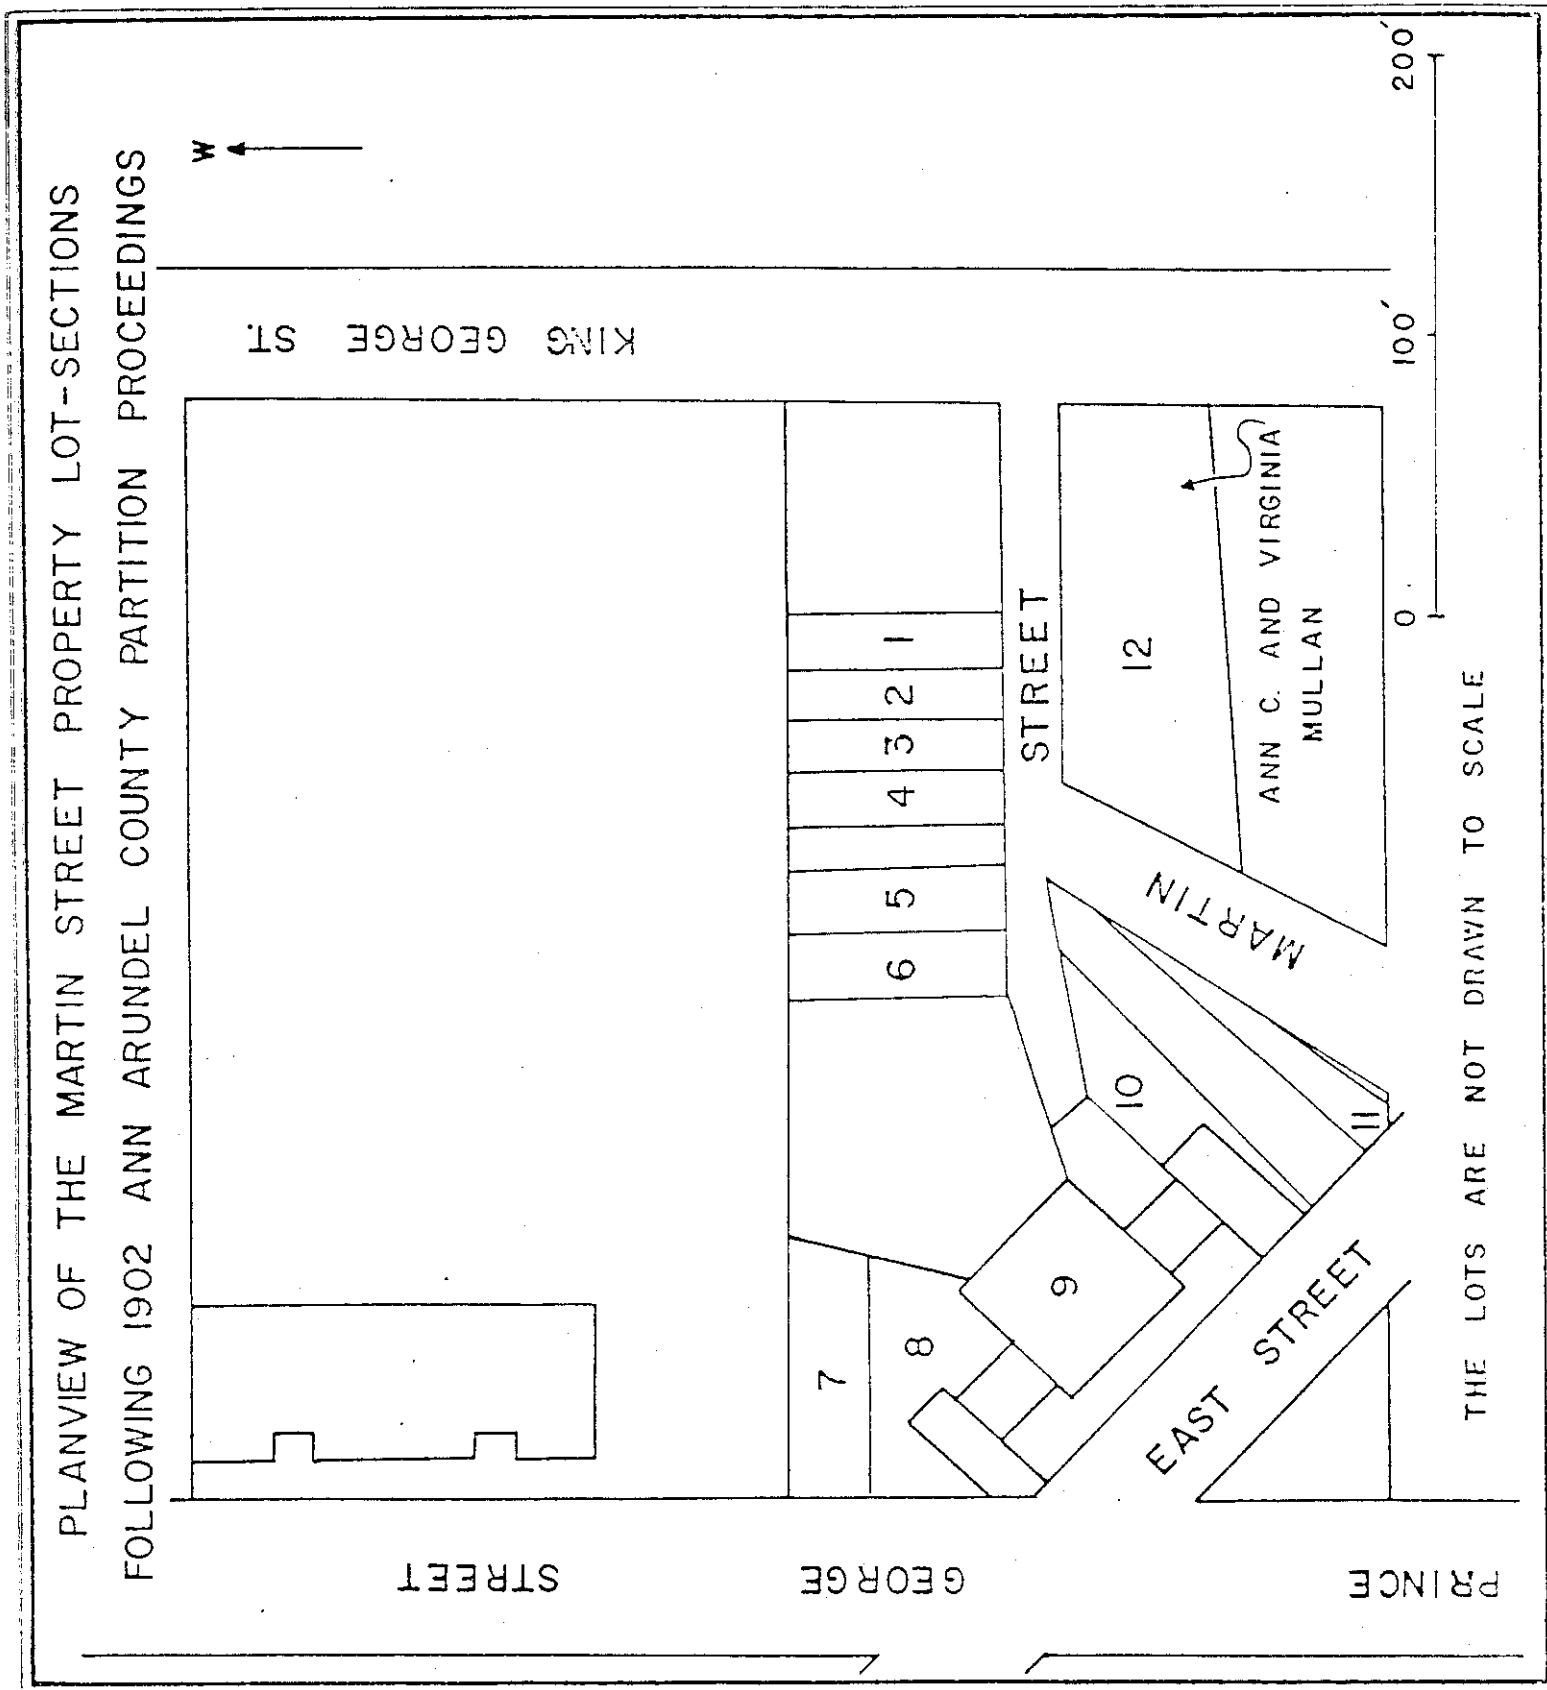 PLANVIEW OF THE MARTIN STREET PROPERTY LOT-SECTIONS
FOLLOWING 1902 ANN ARUNDEL COUNTY PARTITION PROCEEDINGS
W
KING GEORGE ST.
1
2
3
4
5
6
7
8
9
10
11
12
MARTIN STREET
ANN C. AND VIRGINIA
MULLAN
EAST STREET
PRINCE GEORGE STREET
0 100' 200'
THE LOTS ARE NOT DRAWN TO SCALE